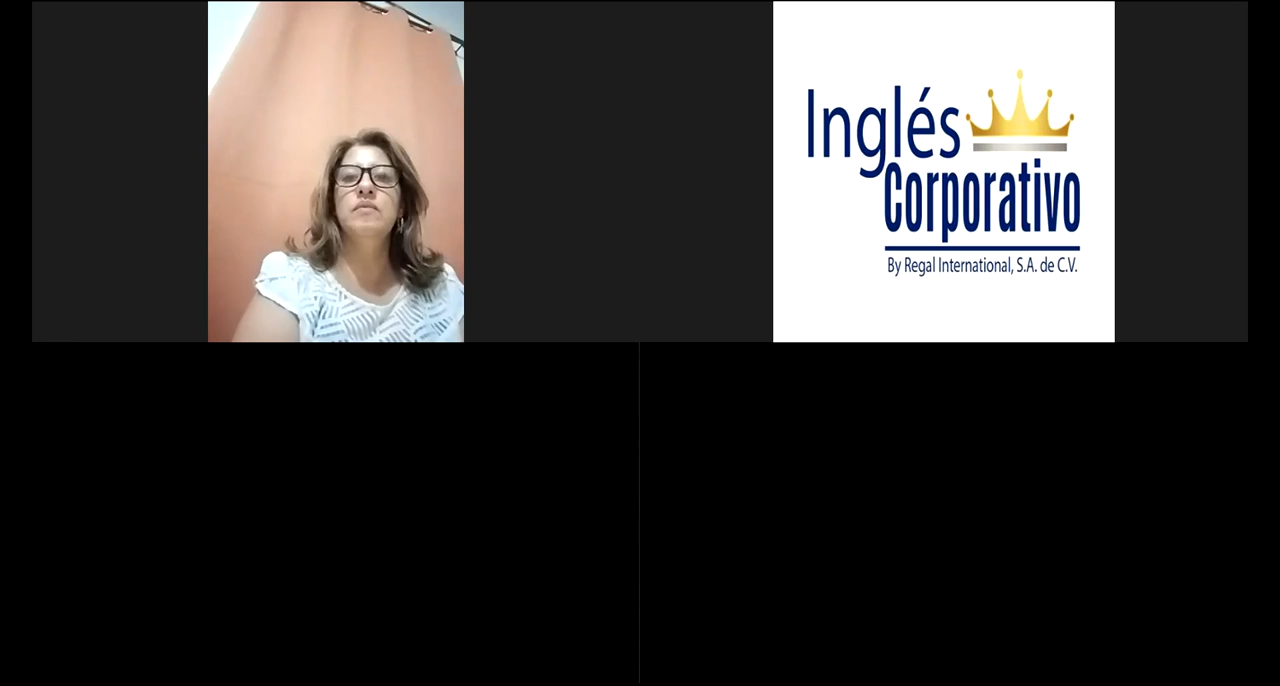 Inglés
Corporativo
By Regal International, S.A. de C.V.